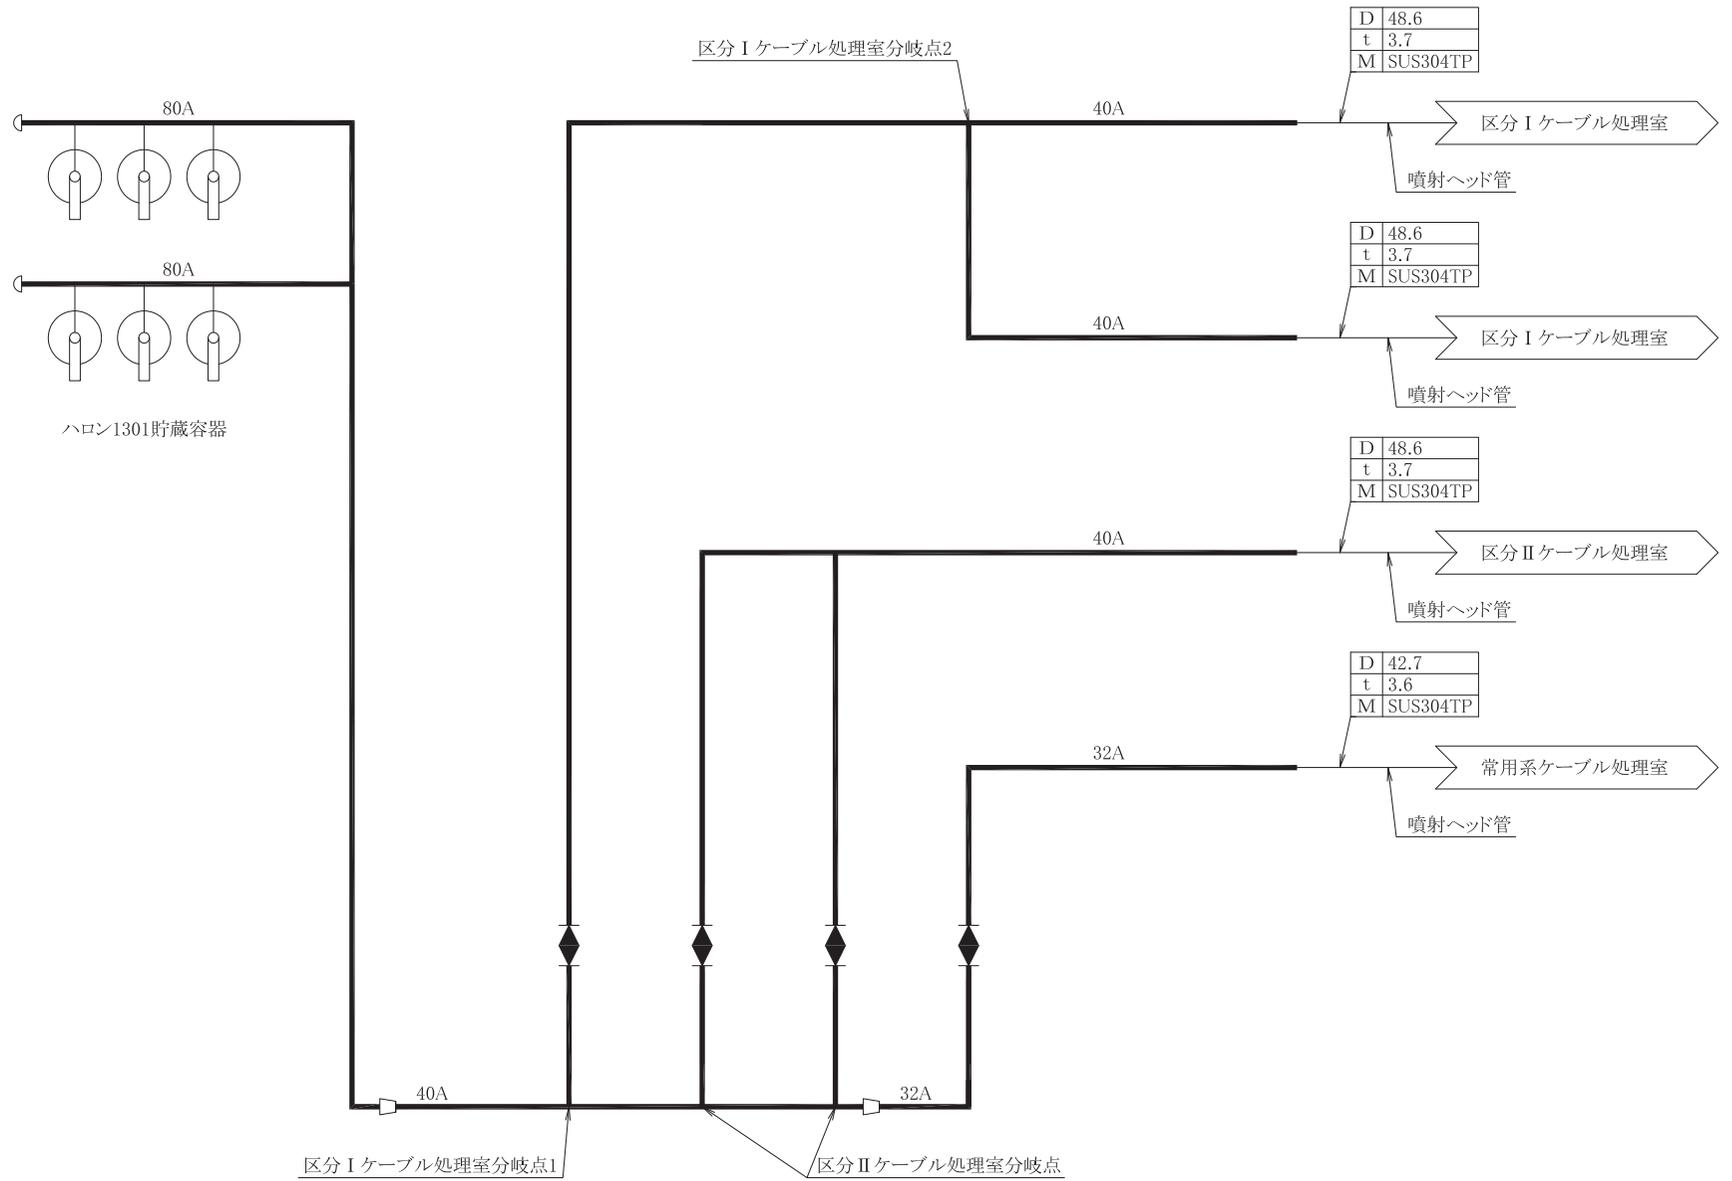 D 48.6
t 3.7
M SUS304TP
区分Ⅰケーブル処理室分岐点2
80A
40A
区分Ⅰケーブル処理室
噴射ヘッド管
D 48.6
t 3.7
M SUS304TP
80A
40A
区分Ⅰケーブル処理室
噴射ヘッド管
ハロン1301貯蔵容器
D 48.6
t 3.7
M SUS304TP
40A
区分Ⅱケーブル処理室
噴射ヘッド管
D 42.7
t 3.6
M SUS304TP
32A
常用系ケーブル処理室
噴射ヘッド管
40A
32A
区分Ⅰケーブル処理室分岐点1
区分Ⅱケーブル処理室分岐点